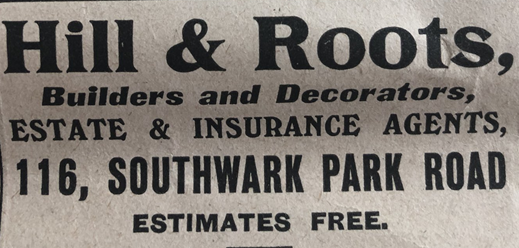 Hill & Roots,
Builders and Decorators,
ESTATE & INSURANCE AGENTS,
116, SOUTHWARK PARK ROAD
ESTIMATES FREE.